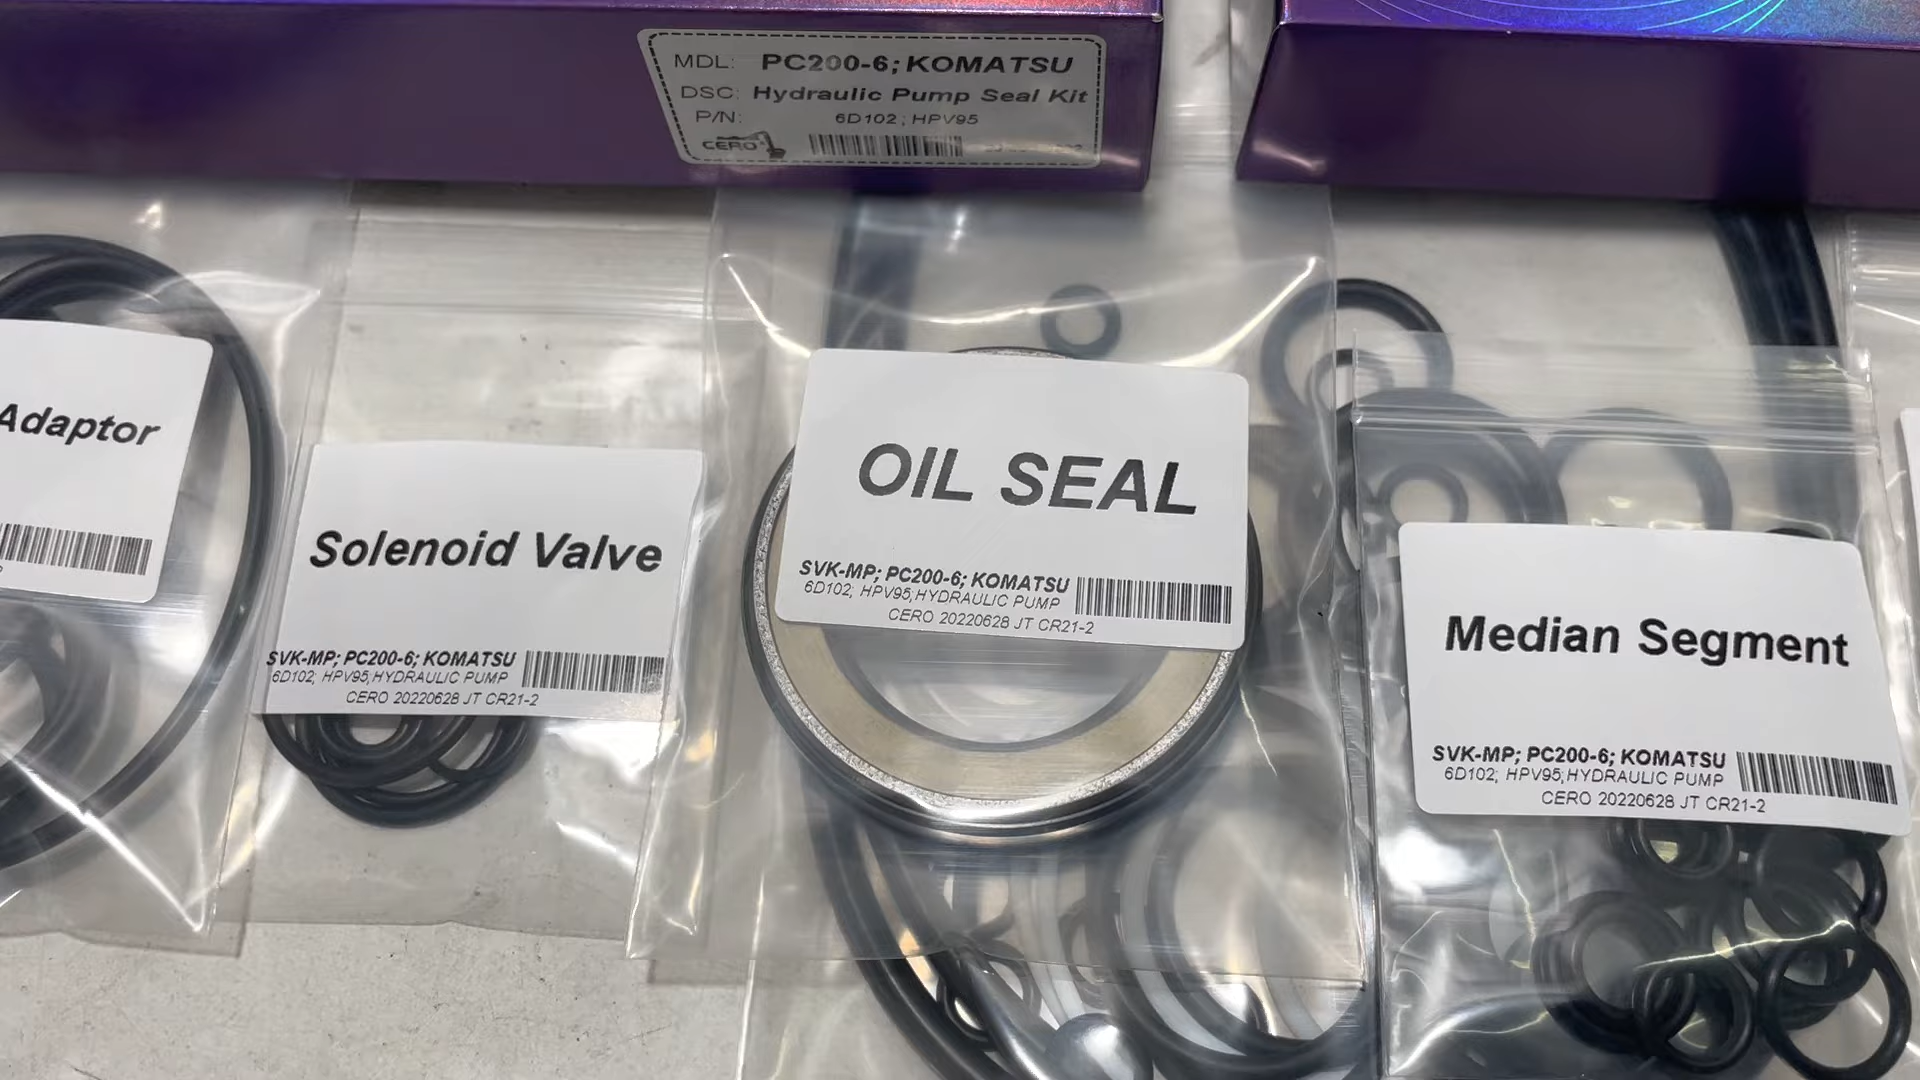 MDL: PC200-6; KOMATSU
DSC: Hydraulic Pump Seal Kit
P/N: 6D102; HPV95
CERO
Adaptor
Solenoid Valve
SVK-MP; PC200-6; KOMATSU
6D102; HPV95;HYDRAULIC PUMP
CERO 20220628 JT CR21-2
OIL SEAL
SVK-MP; PC200-6; KOMATSU
6D102; HPV95;HYDRAULIC PUMP
CERO 20220628 JT CR21-2
Median Segment
SVK-MP; PC200-6; KOMATSU
6D102; HPV95;HYDRAULIC PUMP
CERO 20220628 JT CR21-2